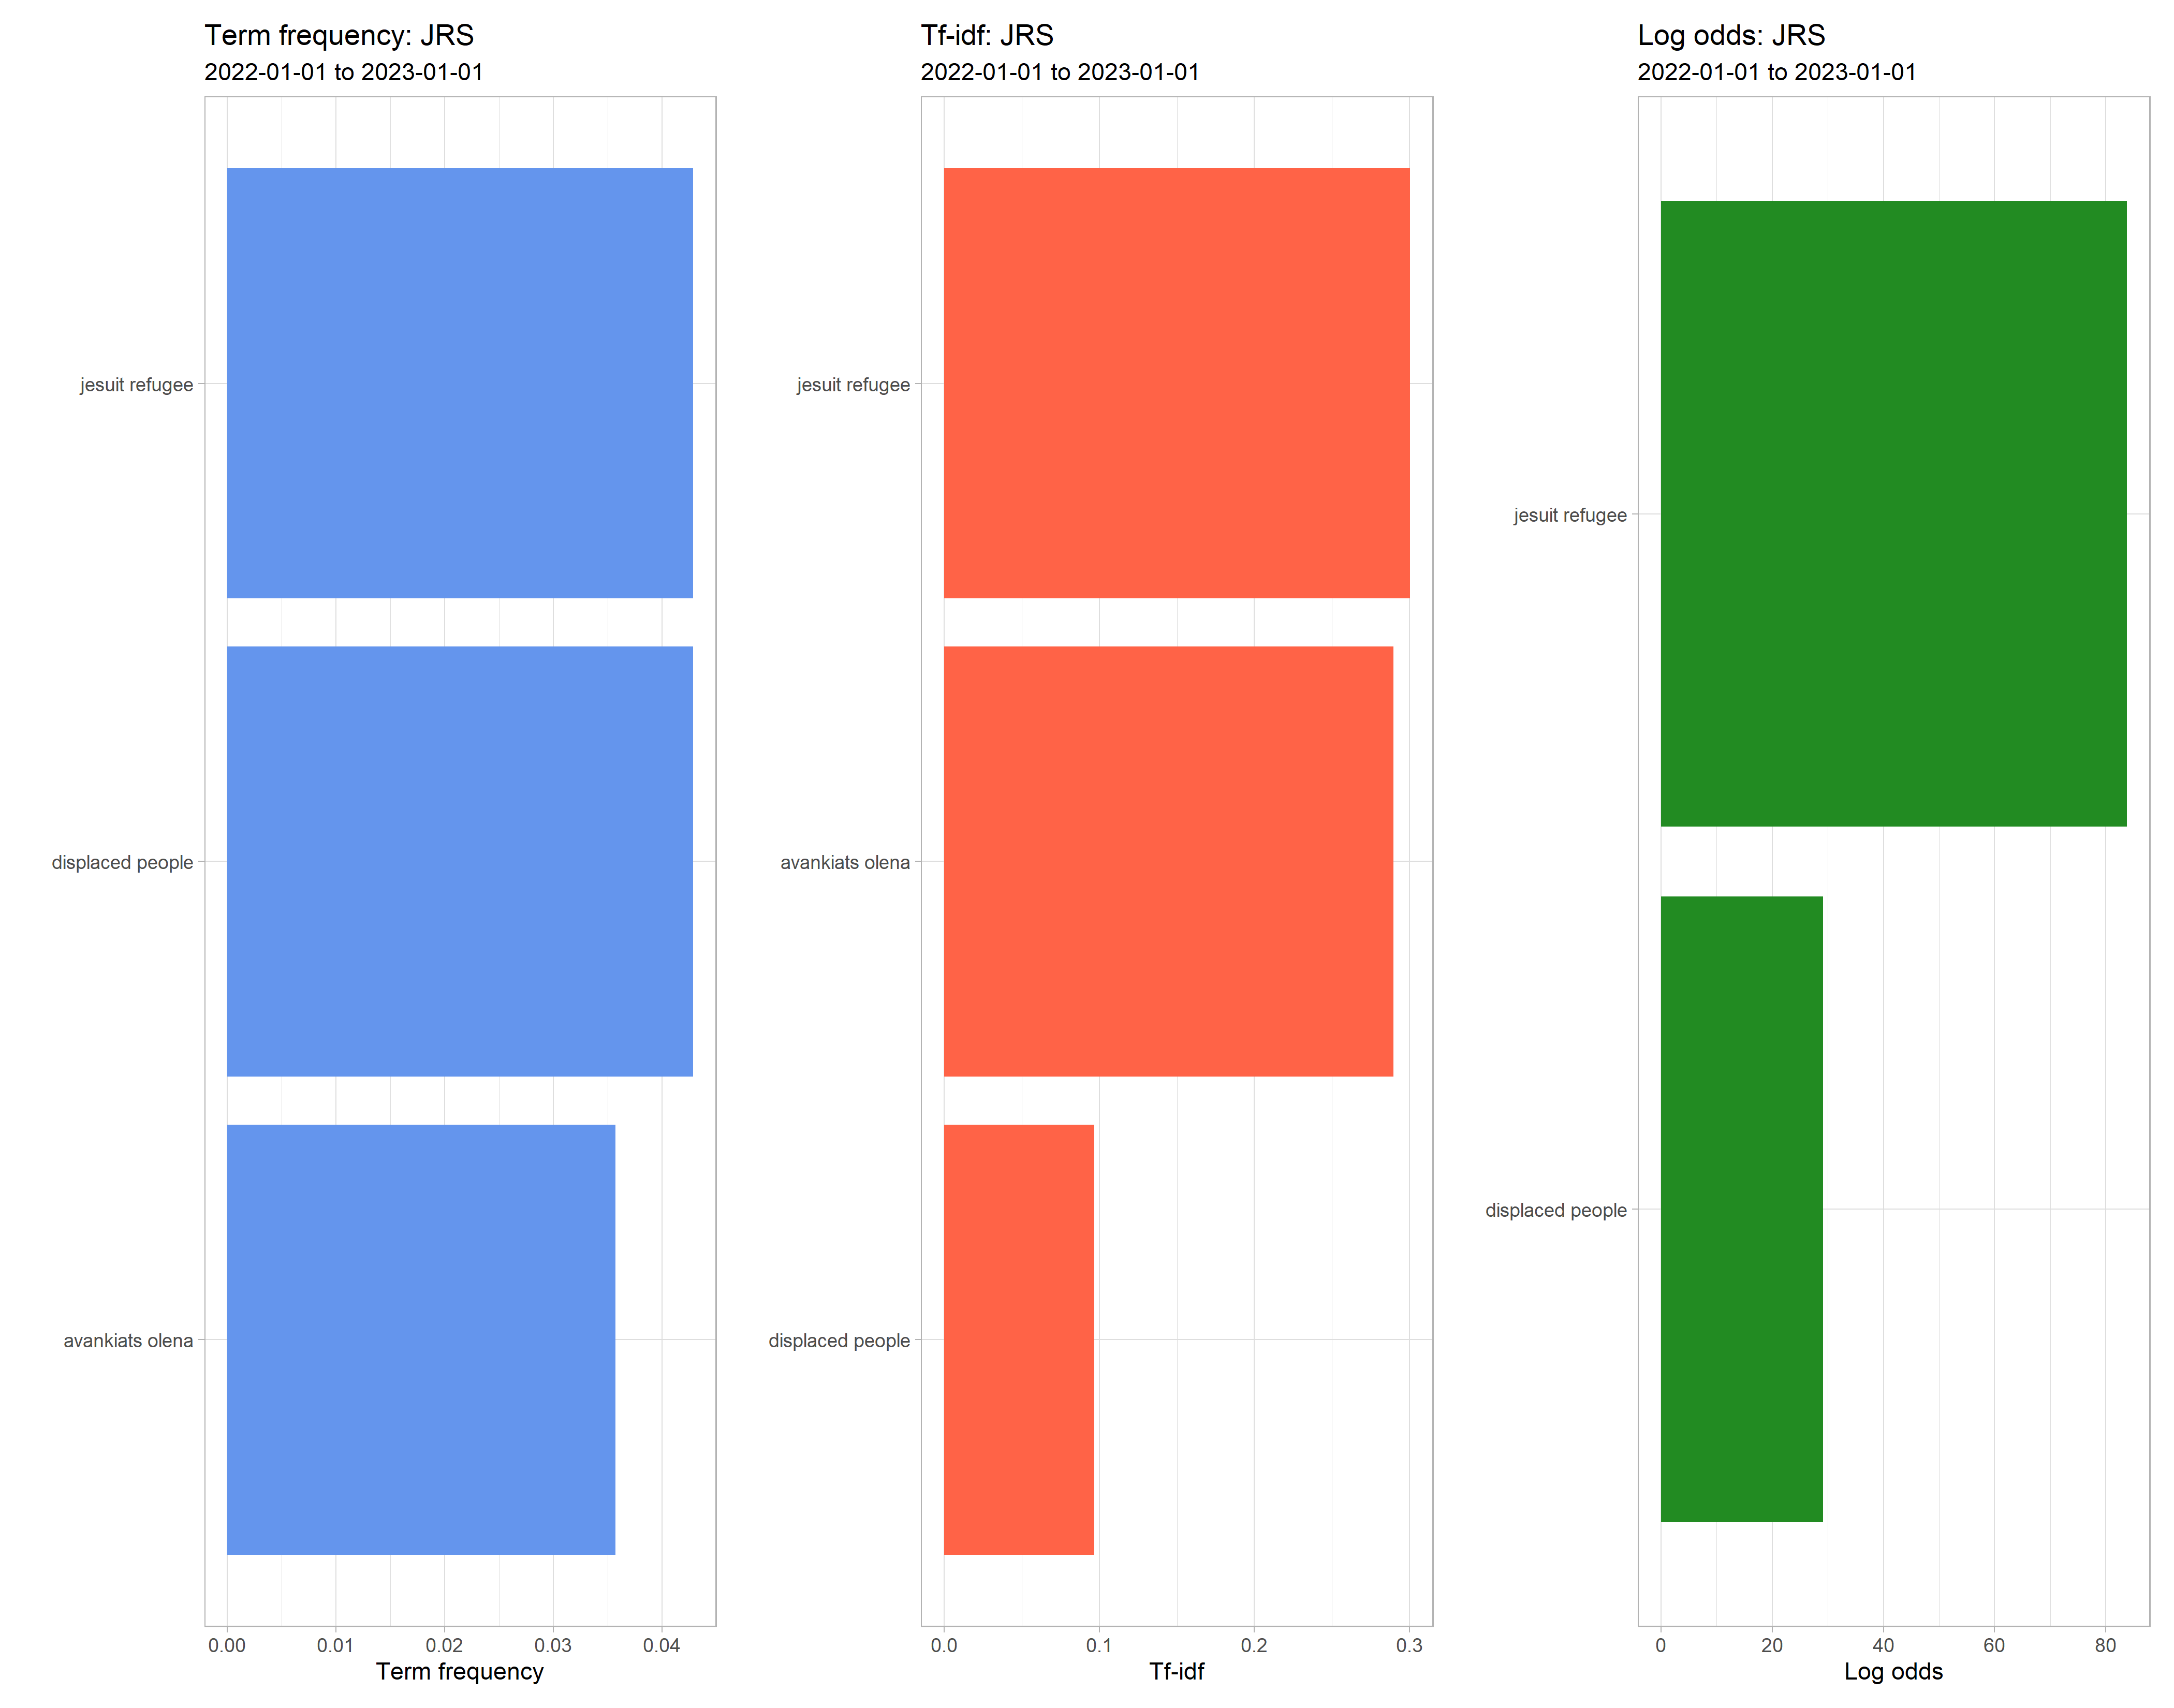 Term frequency: JRS
2022-01-01 to 2023-01-01
jesuit refugee
displaced people
avankiats olena
0.00 0.01 0.02 0.03 0.04
Term frequency
Tf-idf: JRS
2022-01-01 to 2023-01-01
jesuit refugee
avankiats olena
displaced people
0.0 0.1 0.2 0.3
Tf-idf
Log odds: JRS
2022-01-01 to 2023-01-01
jesuit refugee
displaced people
0 20 40 60 80
Log odds